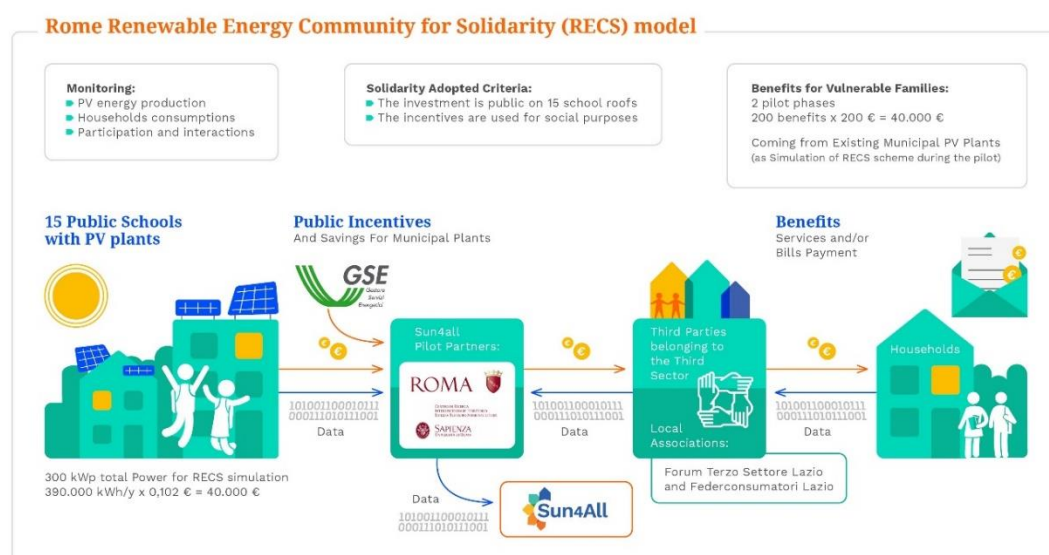 Rome Renewable Energy Community for Solidarity (RECS) model
Monitoring:
PV energy production
Households consumptions
Participation and interactions
Solidarity Adopted Criteria:
The investment is public on 15 school roofs
The incentives are used for social purposes
Benefits for Vulnerable Families:
2 pilot phases
200 benefits x 200 € = 40.000 €
Coming from Existing Municipal PV Plants
(as Simulation of RECS scheme during the pilot)
15 Public Schools
with PV plants
Public Incentives
And Savings For Municipal Plants
GSE
Gestore
Servizi
Energetici
Benefits
Services and/or
Bills Payment
€
€
Sun4all
Pilot Partners:
ROMA
SAPIENZA
UNIVERSITÀ DI ROMA
Third Parties
belonging to
the Third
Sector
Local
Associations:
Households
€
€
€
€
€
€
101001100010111
000111010111001
Data
101001100010111
000111010111001
Data
101001100010111
000111010111001
Data
300 kWp total Power for RECS simulation
390.000 kWh/y x 0,102 € = 40.000 €
Forum Terzo Settore Lazio
and Federconsumatori Lazio
Data
101001100010111
000111010111001
Sun4All